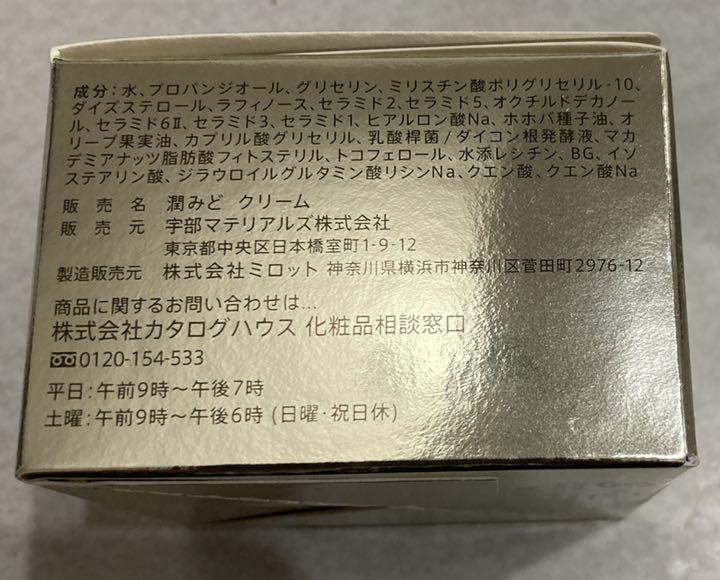 成分：水、プロパンジオール、グリセリン、ミリスチン酸ポリグリセリル-10、
ダイズステロール、ラフィノース、セラミド2、セラミド5、オクチルドデカノー
ル、セラミド6Ⅱ、セラミド3、セラミド1、ヒアルロン酸Na、ホホバ種子油、オ
リーブ果実油、カプリル酸グリセリル、乳酸桿菌/ダイコン根発酵液、マカ
デミアナッツ脂肪酸フィトステリル、トコフェロール、水添レシチン、BG、イソ
ステアリン酸、ジラウロイルグルタミン酸リシンNa、クエン酸、クエン酸Na
販 売 名 潤みど クリーム
販 売 元 宇部マテリアルズ株式会社
東京都中央区日本橋室町1-9-12
製造販売元 株式会社ミロット 神奈川県横浜市神奈川区菅田町2976-12
商品に関するお問い合わせは...
株式会社カタログハウス 化粧品相談窓口
0120-154-533
平日：午前9時～午後7時
土曜：午前9時～午後6時 (日曜・祝日休)